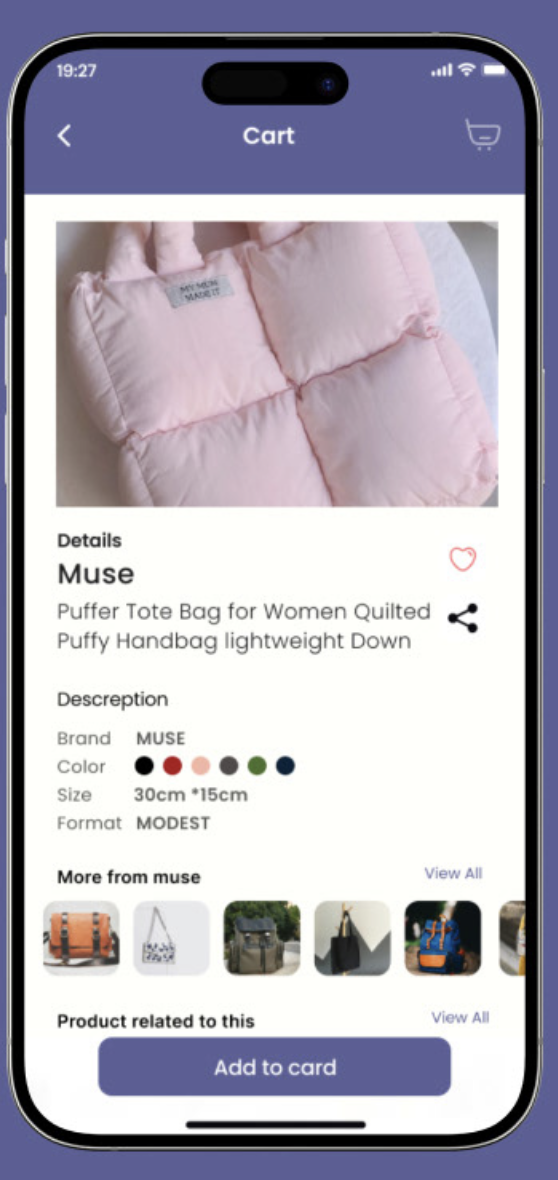 19:27
Cart
MY MUM
MADE IT
Details
Muse
Puffer Tote Bag for Women Quilted
Puffy Handbag lightweight Down
Descreption
Brand MUSE
Color
Size 30cm *15cm
Format MODEST
More from muse View All
Product related to this View All
Add to card